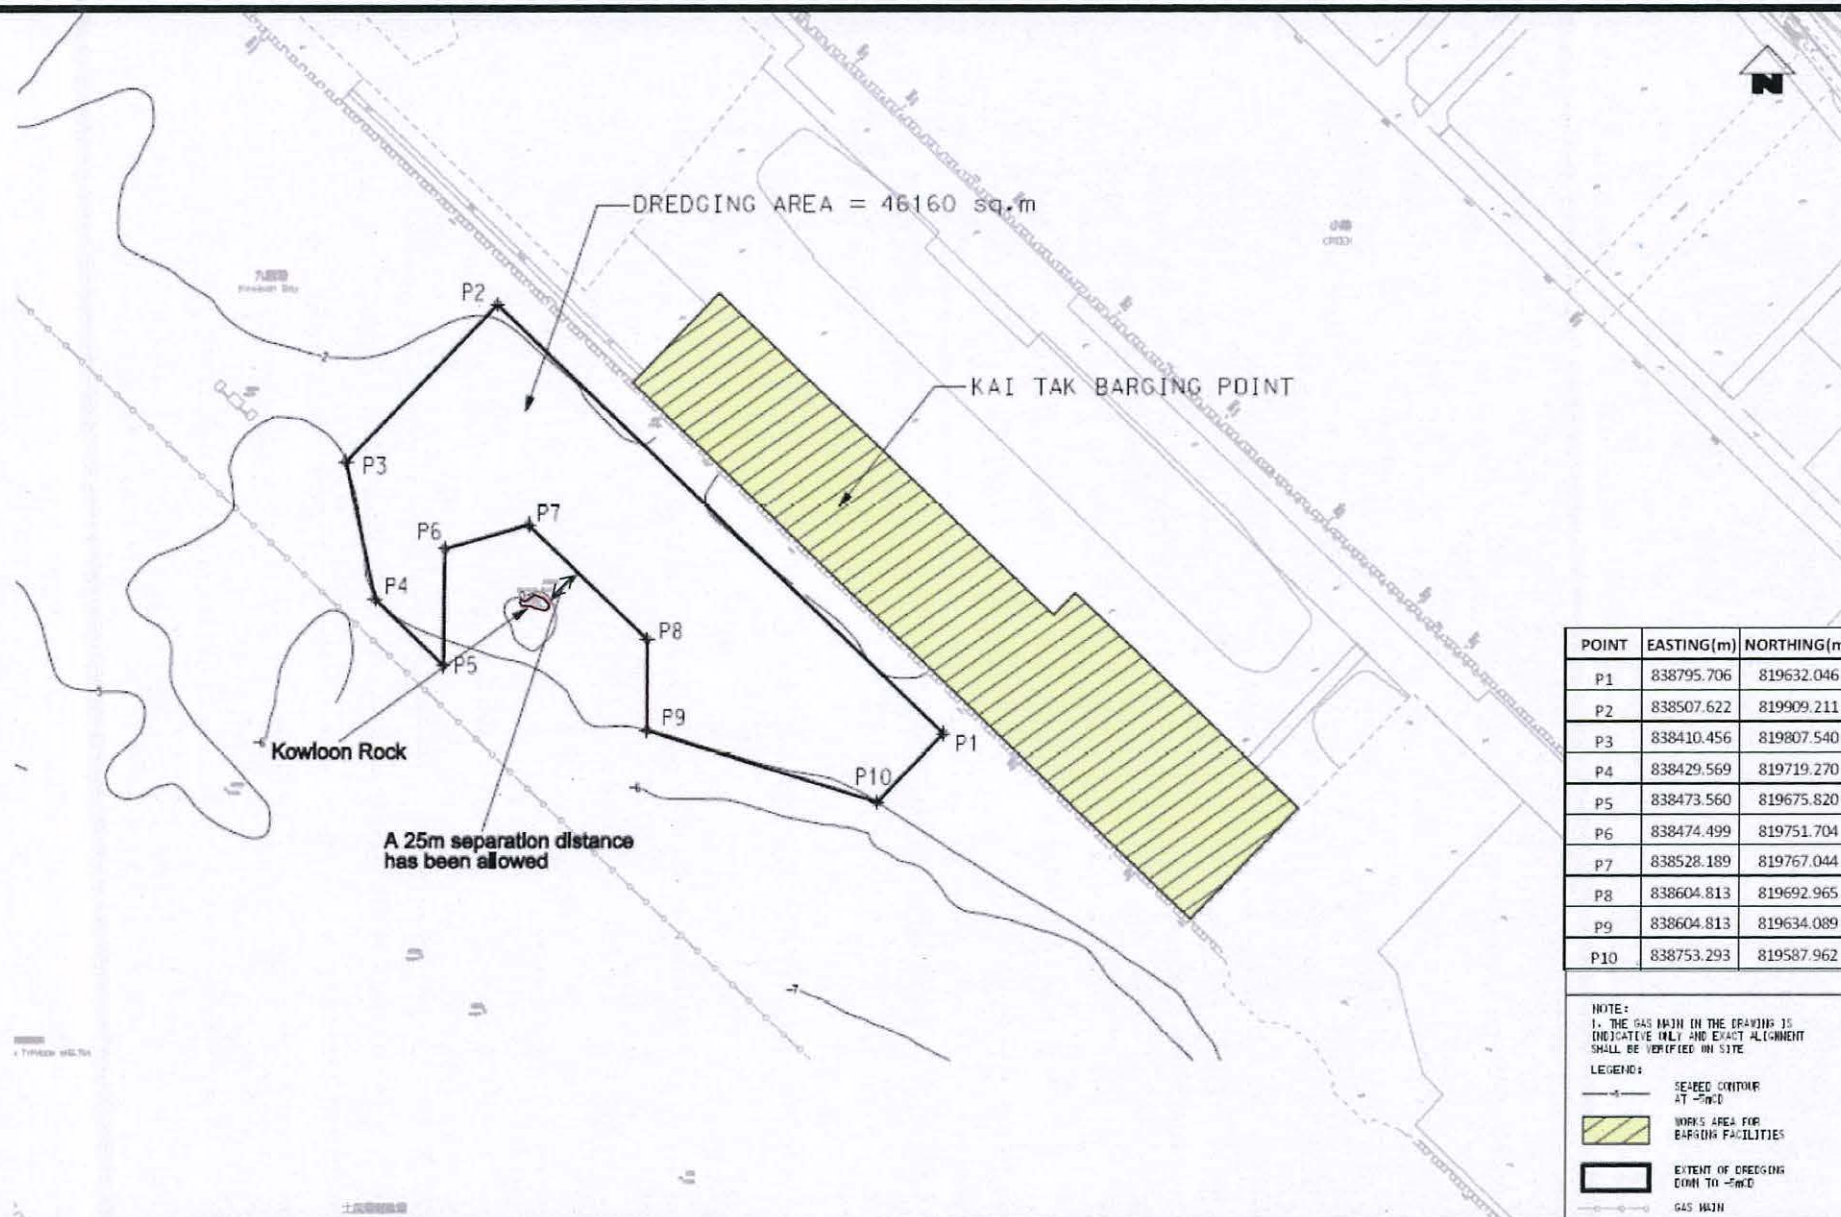 N
DREDGING AREA = 46160 sq.m
P2
KAI TAK BARGING POINT
-2
P3
P7
P6
P4
P8
P5
P9
P1
Kowloon Rock
P10
-6
A 25m separation distance
has been allowed
-7
POINT EASTING(m) NORTHING(m
P1 838795.706 819632.046
P2 838507.622 819909.211
P3 838410.456 819807.540
P4 838429.569 819719.270
P5 838473.560 819675.820
P6 838474.499 819751.704
P7 838528.189 819767.044
P8 838604.813 819692.965
P9 838604.813 819634.089
P10 838753.293 819587.962
NOTE:
1. THE GAS MAIN IN THE DRAWING IS
INDICATIVE ONLY AND EXACT ALIGNMENT
SHALL BE VERIFIED ON SITE
LEGEND:
SEABED CONTOUR
AT -5mCD
WORKS AREA FOR
BARGING FACILITIES
EXTENT OF DREDGING
DOWN TO -5mCD
GAS MAIN